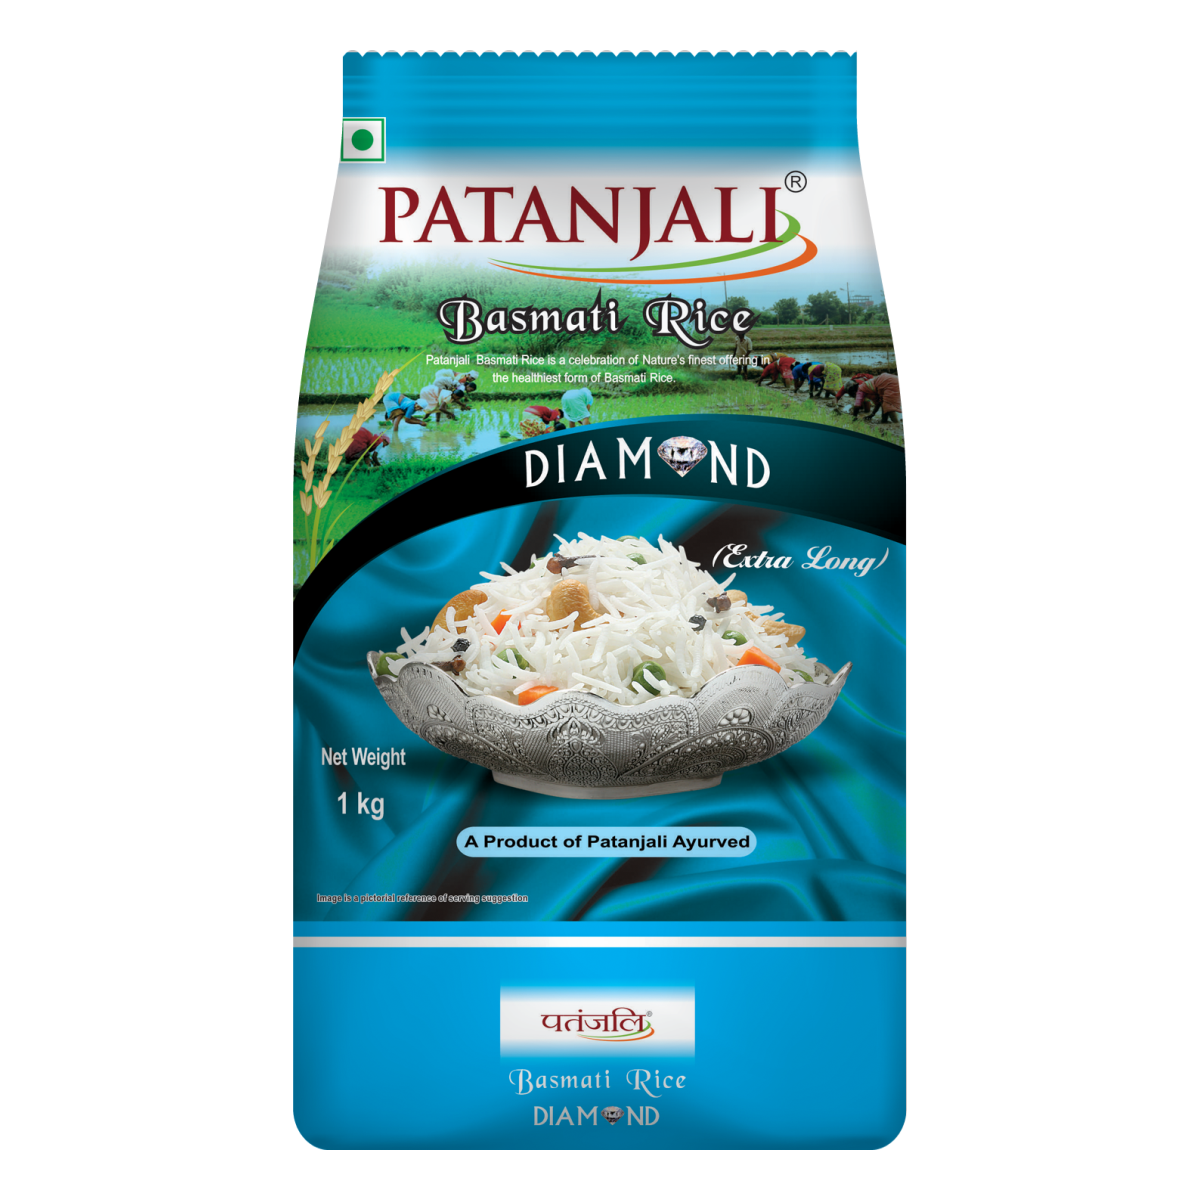 PATANJALI®
Basmati Rice
Patanjali Basmati Rice is a celebration of Nature's finest offering in
the healthiest form of Basmati Rice.
DIAMOND
(Extra Long)
Net Weight
1 kg
A Product of Patanjali Ayurved
Image is a pictorial reference of serving suggestion
पतंजलि®
Basmati Rice
DIAMOND